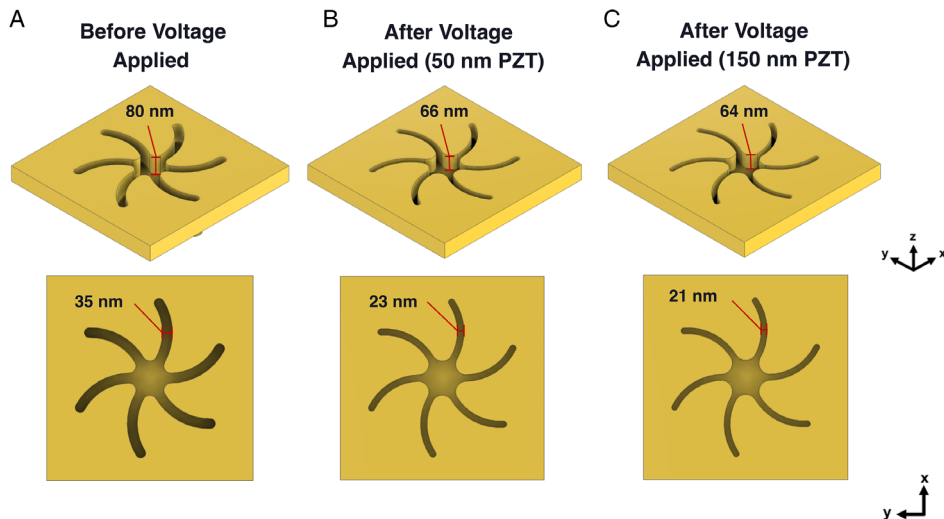 A
Before Voltage
Applied
B
After Voltage
Applied (50 nm PZT)
C
After Voltage
Applied (150 nm PZT)
80 nm
66 nm
64 nm
z
y
x
35 nm
23 nm
21 nm
x
y